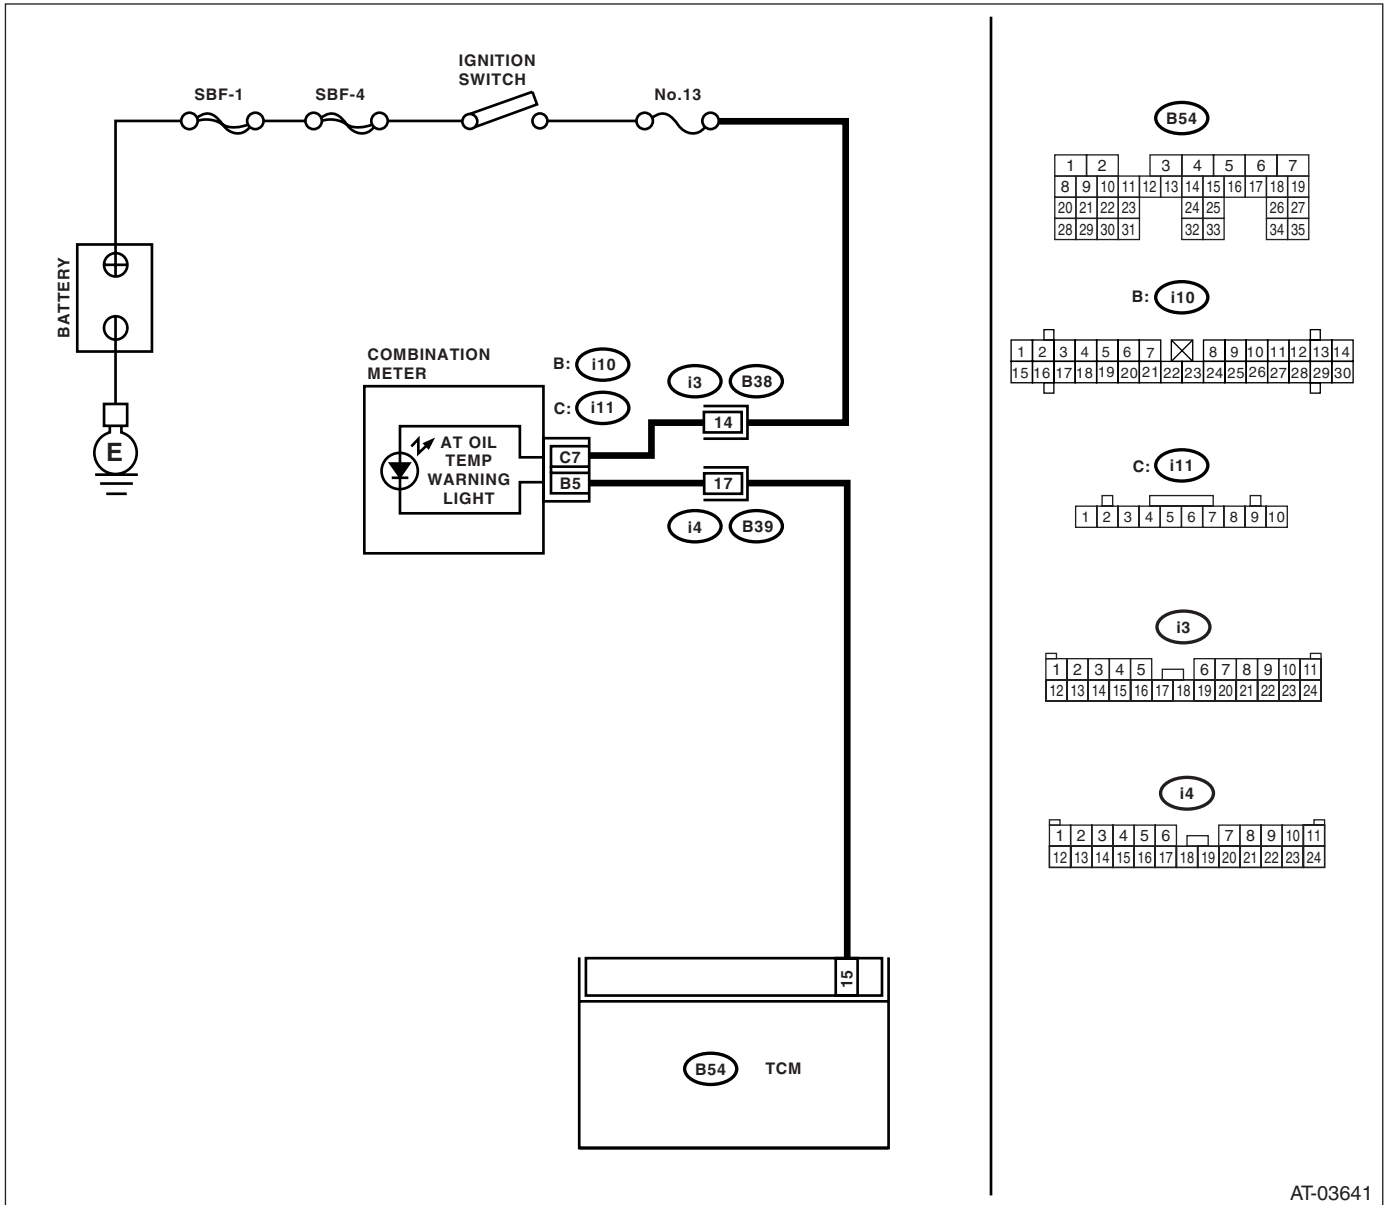 IGNITION
SWITCH
SBF-1
SBF-4
No.13
BATTERY
E
COMBINATION
METER
AT OIL
TEMP
WARNING
LIGHT
B: i10
C: i11
C7
B5
i3 B38
14
17
i4 B39
15
B54 TCM
B54
1 2 3 4 5 6 7
8 9 10 11 12 13 14 15 16 17 18 19
20 21 22 23 24 25 26 27
28 29 30 31 32 33 34 35
B: i10
1 2 3 4 5 6 7 8 9 10 11 12 13 14
15 16 17 18 19 20 21 22 23 24 25 26 27 28 29 30
C: i11
1 2 3 4 5 6 7 8 9 10
i3
1 2 3 4 5 6 7 8 9 10 11
12 13 14 15 16 17 18 19 20 21 22 23 24
i4
1 2 3 4 5 6 7 8 9 10 11
12 13 14 15 16 17 18 19 20 21 22 23 24
AT-03641